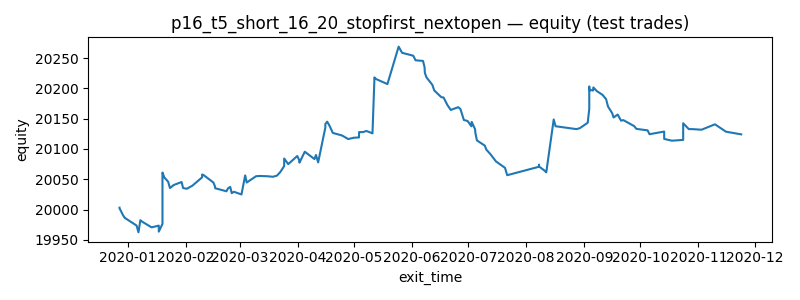 p16_t5_short_16_20_stopfirst_nextopen — equity (test trades)
equity
20250
20200
20150
20100
20050
20000
19950
2020-01 2020-02 2020-03 2020-04 2020-05 2020-06 2020-07 2020-08 2020-09 2020-10 2020-11 2020-12
exit_time